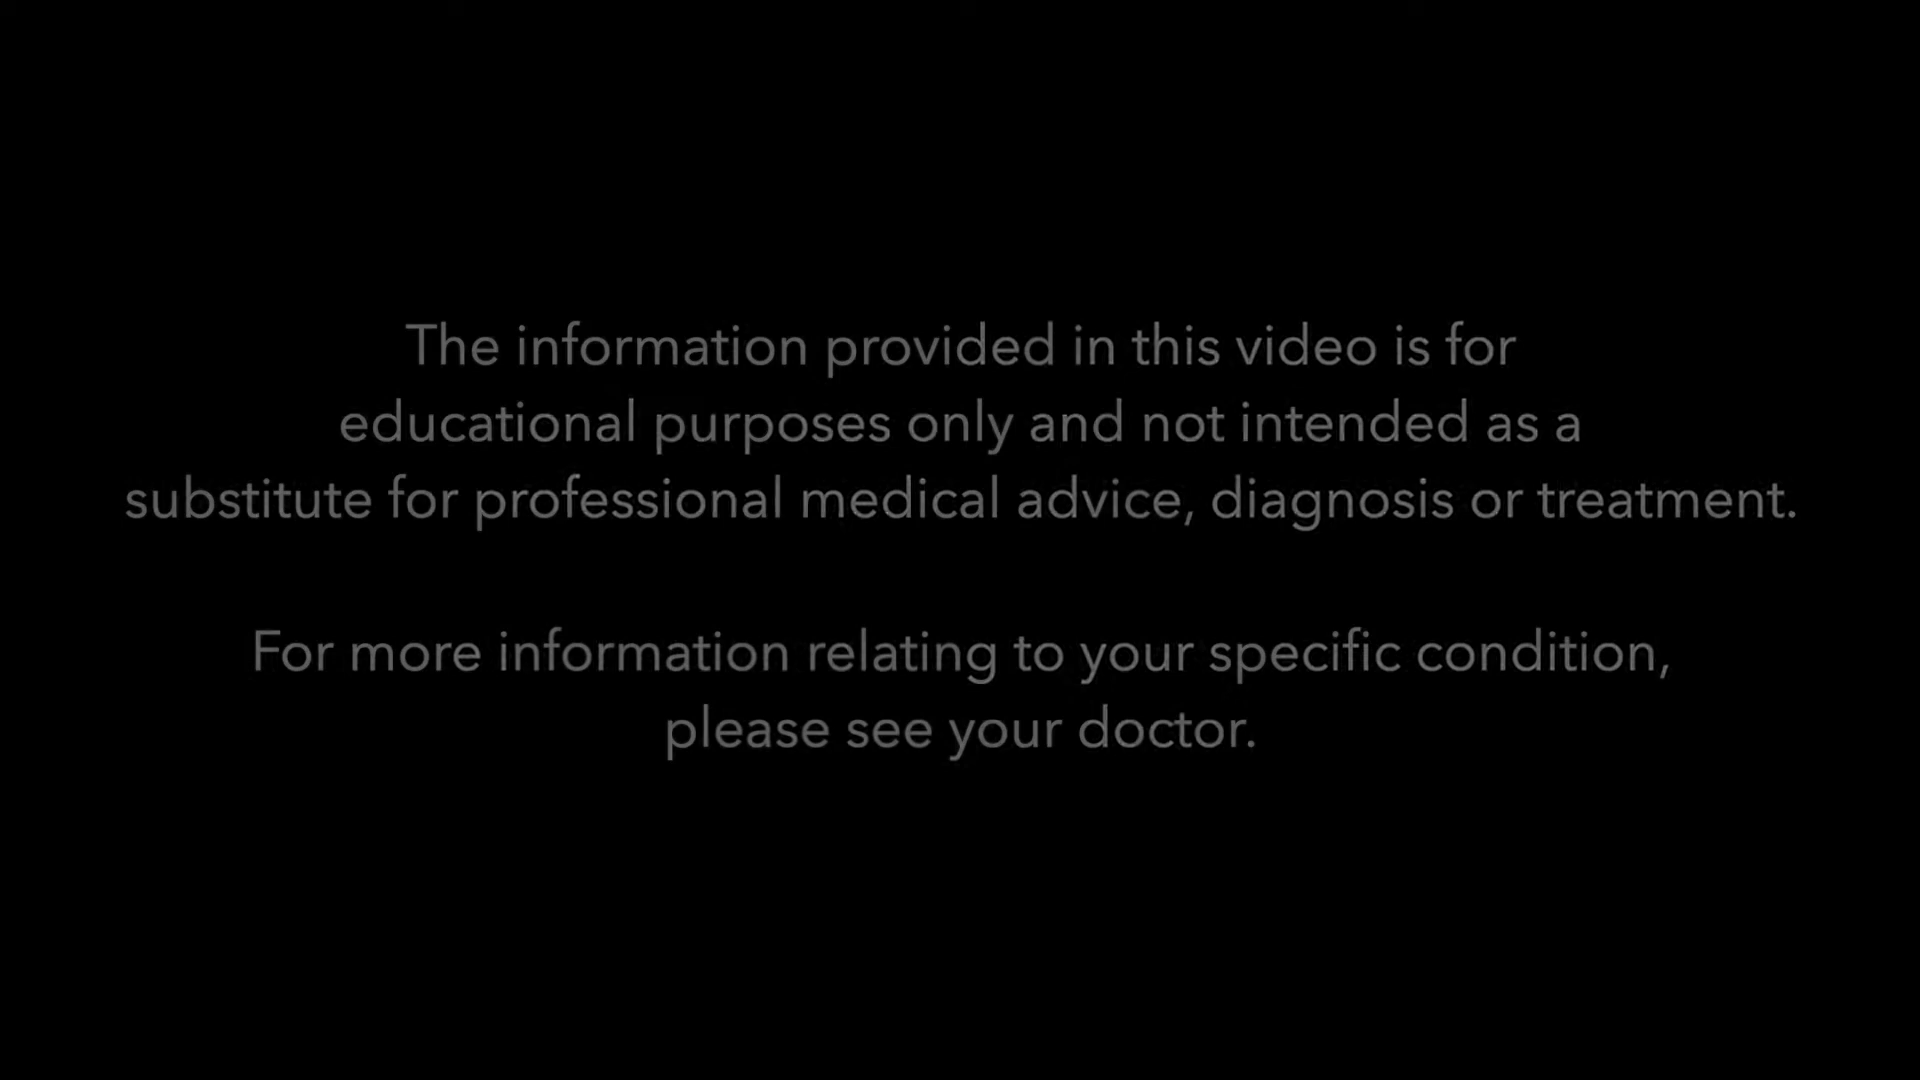 The information provided in this video is for
educational purposes only and not intended as a
substitute for professional medical advice, diagnosis or treatment.
For more information relating to your specific condition,
please see your doctor.